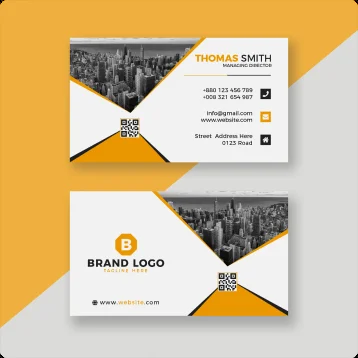 THOMAS SMITH
MANAGING DIRECTOR
+880 123 456 789
+008 321 654 987
info@gmail.com
www.website.com
Street Address Here
0123 Road
B
BRAND LOGO
TAGLINE HERE
www.website.com